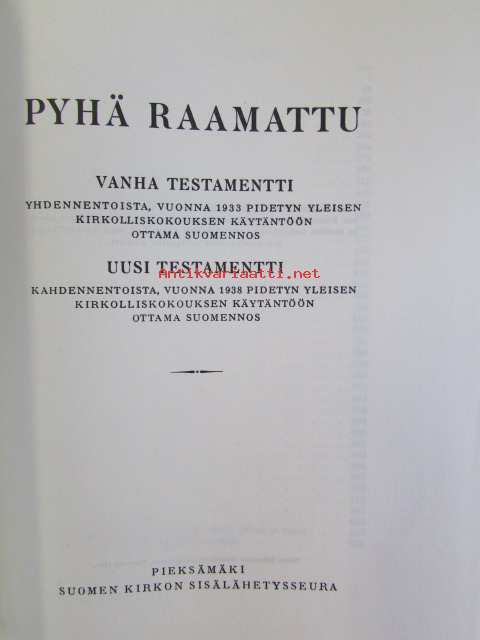 PYHÄ RAAMATTU
VANHA TESTAMENTTI
YHDENNENTOISTA, VUONNA 1933 PIDETYN YLEISEN
KIRKOLLISKOKOUKSEN KÄYTÄNTÖÖN
OTTAMA SUOMENNOS
UUSI TESTAMENTTI
Antikvariaatti.net
KAHDENNENTOISTA, VUONNA 1938 PIDETYN YLEISEN
KIRKOLLISKOKOUKSEN KÄYTÄNTÖÖN
OTTAMA SUOMENNOS
PIEKSÄMÄKI
SUOMEN KIRKON SISÄLÄHETYSSEURA